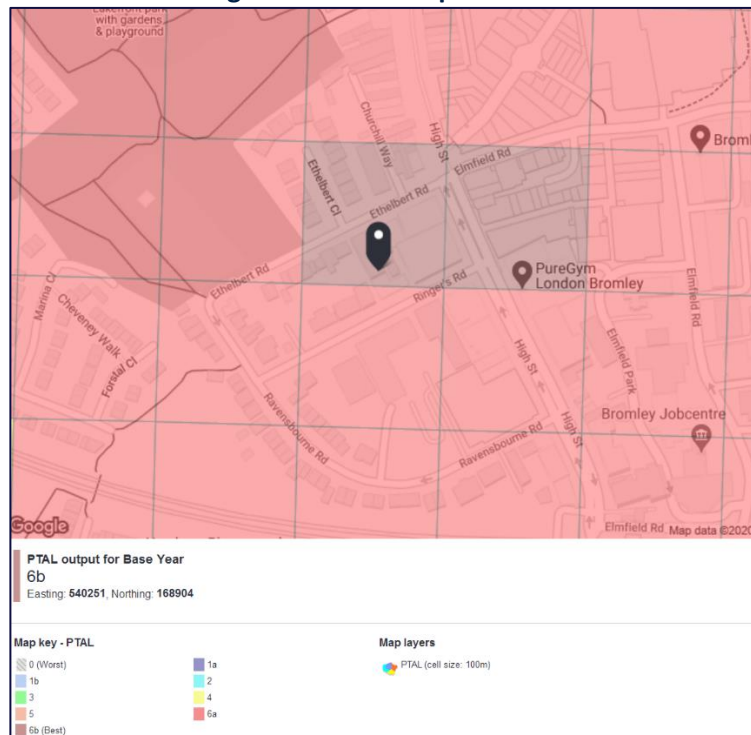 Lakefront park
with gardens
& playground
Churchill Way
High St
Ethelbert Cl
Elmfield Rd
Ethelbert Rd
Broml
PureGym
London Bromley
Ringer's Rd
Ethelbert Rd
Marina Cl
Cheveney Walk
Forstal Cl
Elmfield Rd
Elmfield Park
High St
Bromley Jobcentre
Ravensbourne Rd
Ravensbourne Rd
High St
Google
Elmfield Rd
Map data ©2020
PTAL output for Base Year
6b
Easting: 540251, Northing: 168904
Map key - PTAL
Map layers
0 (Worst)
1a
PTAL (cell size: 100m)
1b
2
3
4
5
6a
6b (Best)